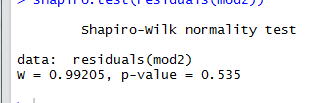 > shapiro.test(residuals(mod2))
Shapiro-Wilk normality test
data:  residuals(mod2)
W = 0.99205, p-value = 0.535
>